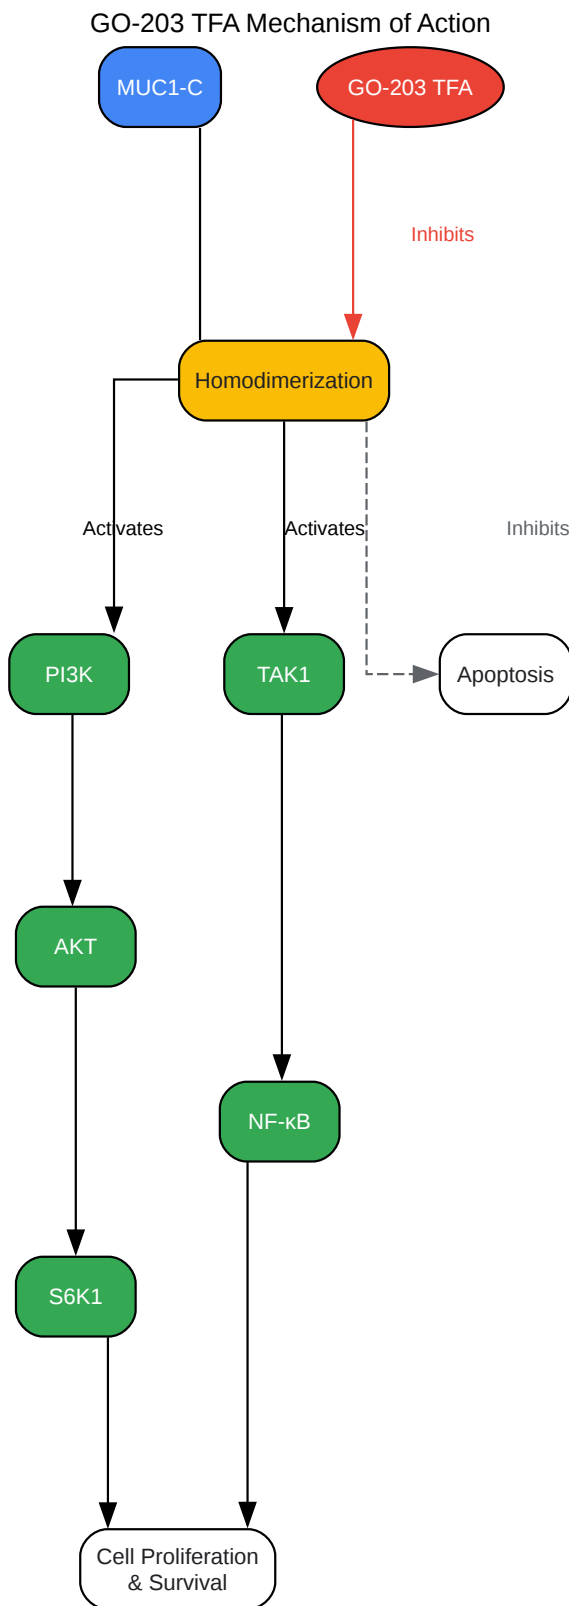 GO-203 TFA Mechanism of Action
MUC1-C
GO-203 TFA
Inhibits
Homodimerization
Activates
Activates
Inhibits
PI3K
TAK1
Apoptosis
AKT
NF-κB
S6K1
Cell Proliferation
& Survival